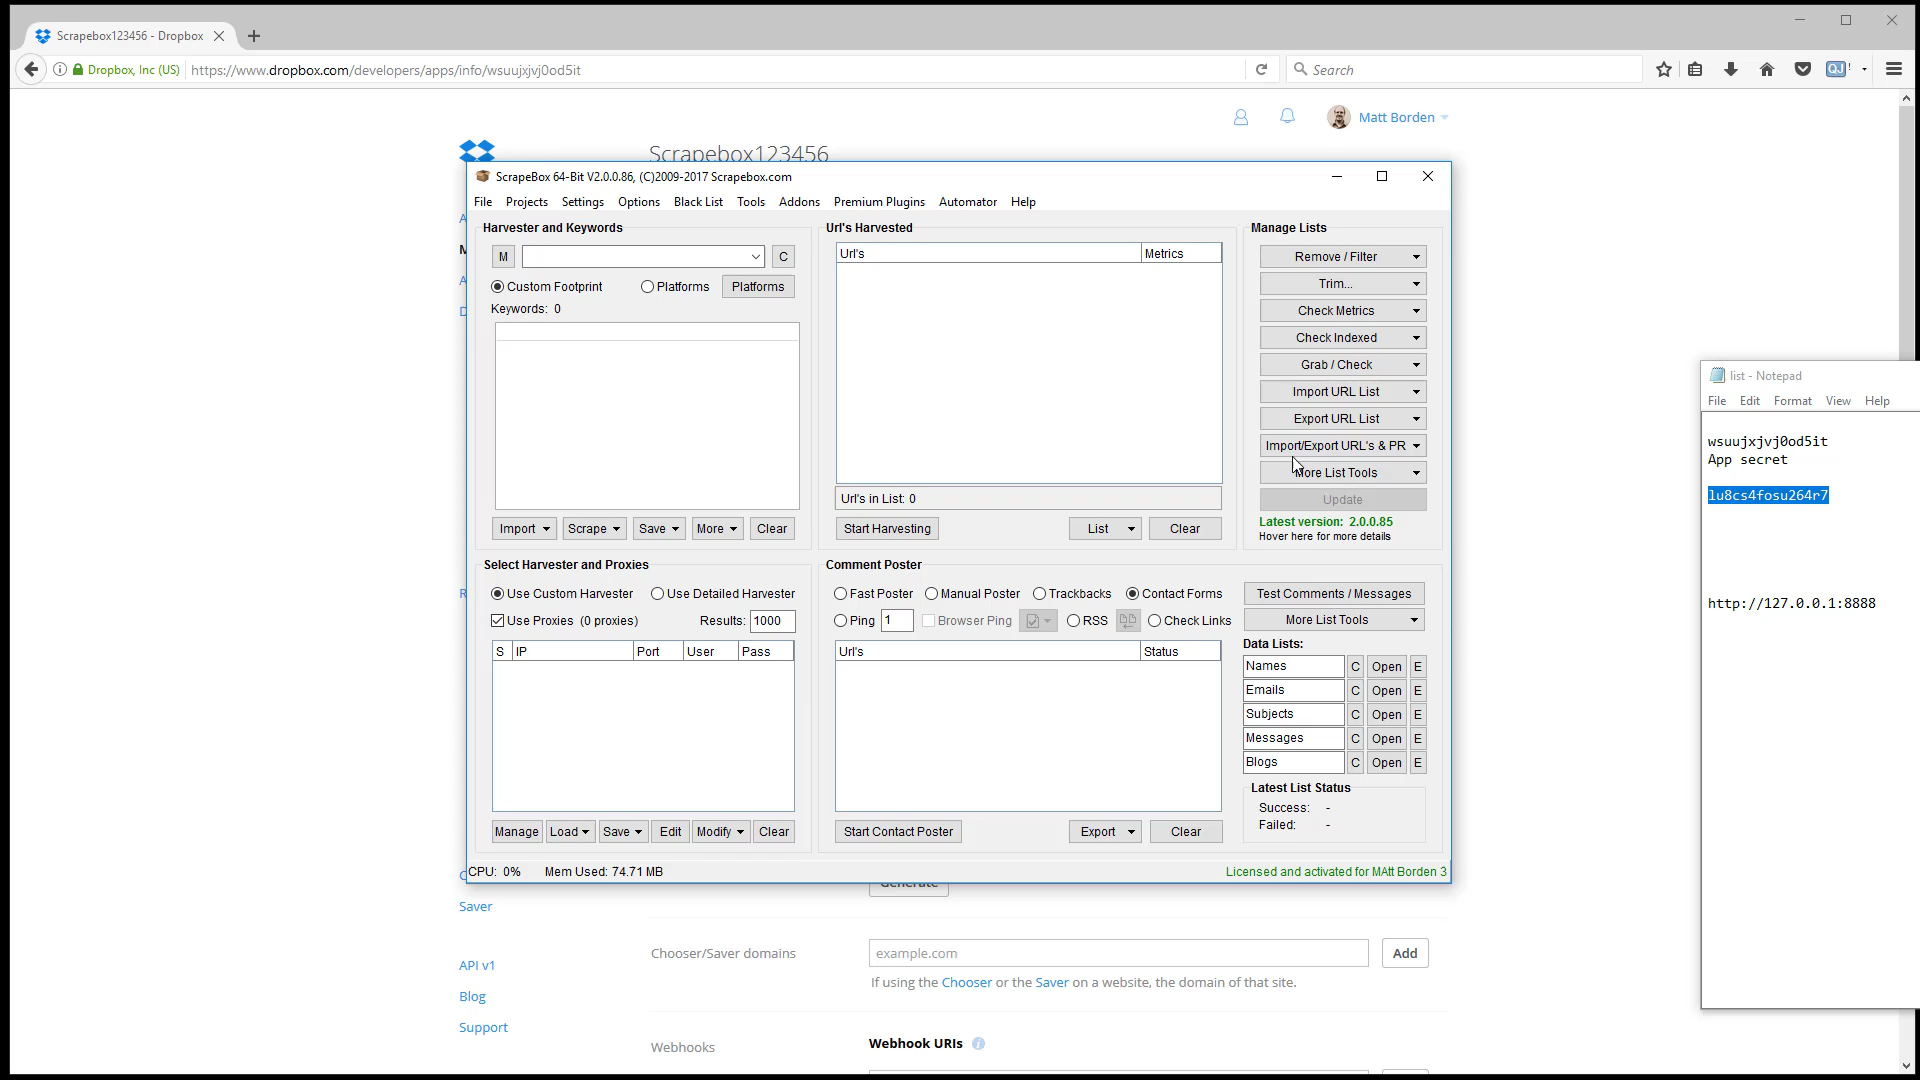 Scrapebox123456 - Dropbox
Dropbox, Inc (US)
https://www.dropbox.com/developers/apps/info/wsuujxjvj0od5it
Search
QJ !
Matt Borden
Scrapebox123456
ScrapeBox 64-Bit V2.0.0.86, (C)2009-2017 Scrapebox.com
File Projects Settings Options Black List Tools Addons Premium Plugins Automator Help
Harvester and Keywords
M
C
Custom Footprint
Platforms
Platforms
Keywords: 0
Import
Scrape
Save
More
Clear
Url's Harvested
Url's
Metrics
Url's in List: 0
Start Harvesting
List
Clear
Manage Lists
Remove / Filter
Trim...
Check Metrics
Check Indexed
Grab / Check
Import URL List
Export URL List
Import/Export URL's & PR
More List Tools
Update
Latest version: 2.0.0.85
Hover here for more details
Select Harvester and Proxies
Use Custom Harvester
Use Detailed Harvester
Use Proxies (0 proxies)
Results: 1000
S IP Port User Pass
Manage
Load
Save
Edit
Modify
Clear
Comment Poster
Fast Poster
Manual Poster
Trackbacks
Contact Forms
Ping 1
Browser Ping
RSS
Check Links
Url's
Status
Start Contact Poster
Export
Clear
Test Comments / Messages
More List Tools
Data Lists:
Names C Open E
Emails C Open E
Subjects C Open E
Messages C Open E
Blogs C Open E
Latest List Status
Success: -
Failed: -
CPU: 0% Mem Used: 74.71 MB
Licensed and activated for MAtt Borden 3
Generate
Saver
API v1
Blog
Support
Chooser/Saver domains
example.com
Add
If using the Chooser or the Saver on a website, the domain of that site.
Webhooks
Webhook URIs
list - Notepad
File Edit Format View Help
wsuujxjvj0od5it
App secret
1u8cs4fosu264r7
http://127.0.0.1:8888